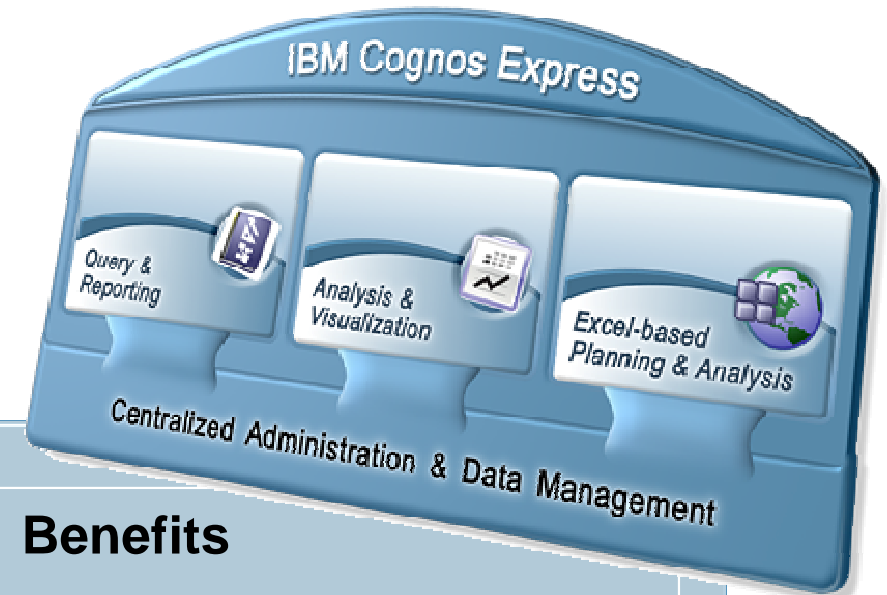 IBM Cognos Express
Query &
Reporting
Analysis &
Visualization
Excel-based
Planning & Analysis
Centralized Administration & Data Management
Benefits